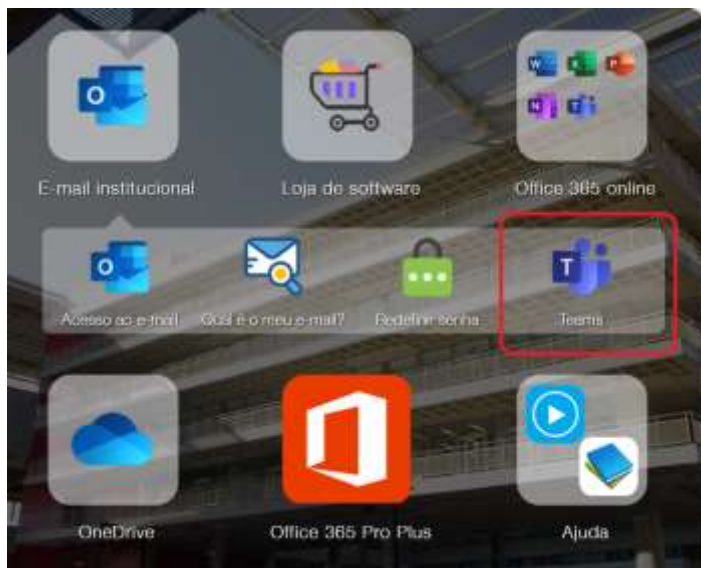 E-mail institucional
Loja de software
Office 365 online
Acesso ao e-mail
Qual é o meu e-mail?
Redefinir senha
Teams
OneDrive
Office 365 Pro Plus
Ajuda